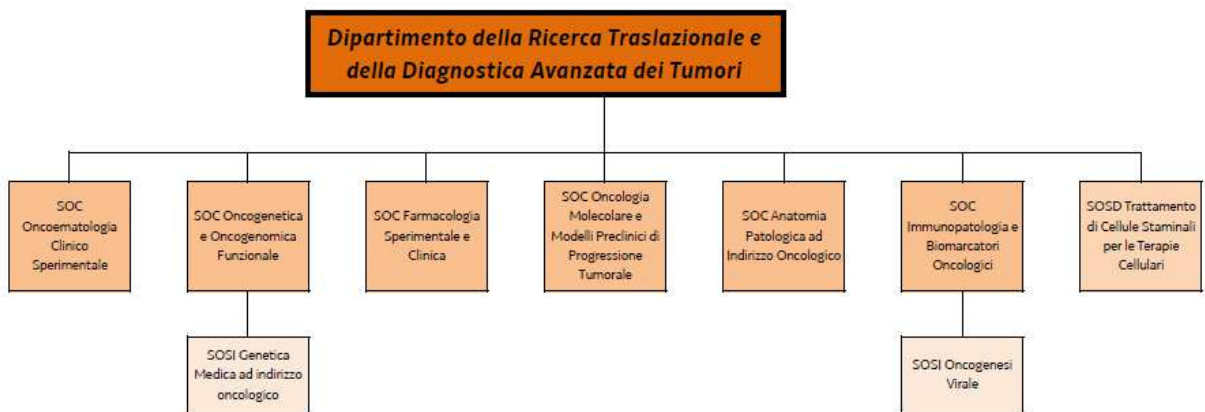 Dipartimento della Ricerca Traslazionale e
della Diagnostica Avanzata dei Tumori
SOC
Oncoematologia
Clinico
Sperimentale
SOC Oncogenetica
e Oncogenomica
Funzionale
SOC Farmacologia
Sperimentale e
Clinica
SOC Oncologia
Molecolare e
Modelli Preclinici di
Progressione
Tumorale
SOC Anatomia
Patologica ad
Indirizzo Oncologico
SOC
Immunopatologia e
Biomarcatori
Oncologici
SOSD Trattamento
di Cellule Staminali
per le Terapie
Cellulari
SOSI Genetica
Medica ad indirizzo
oncologico
SOSI Oncogenesi
Virale